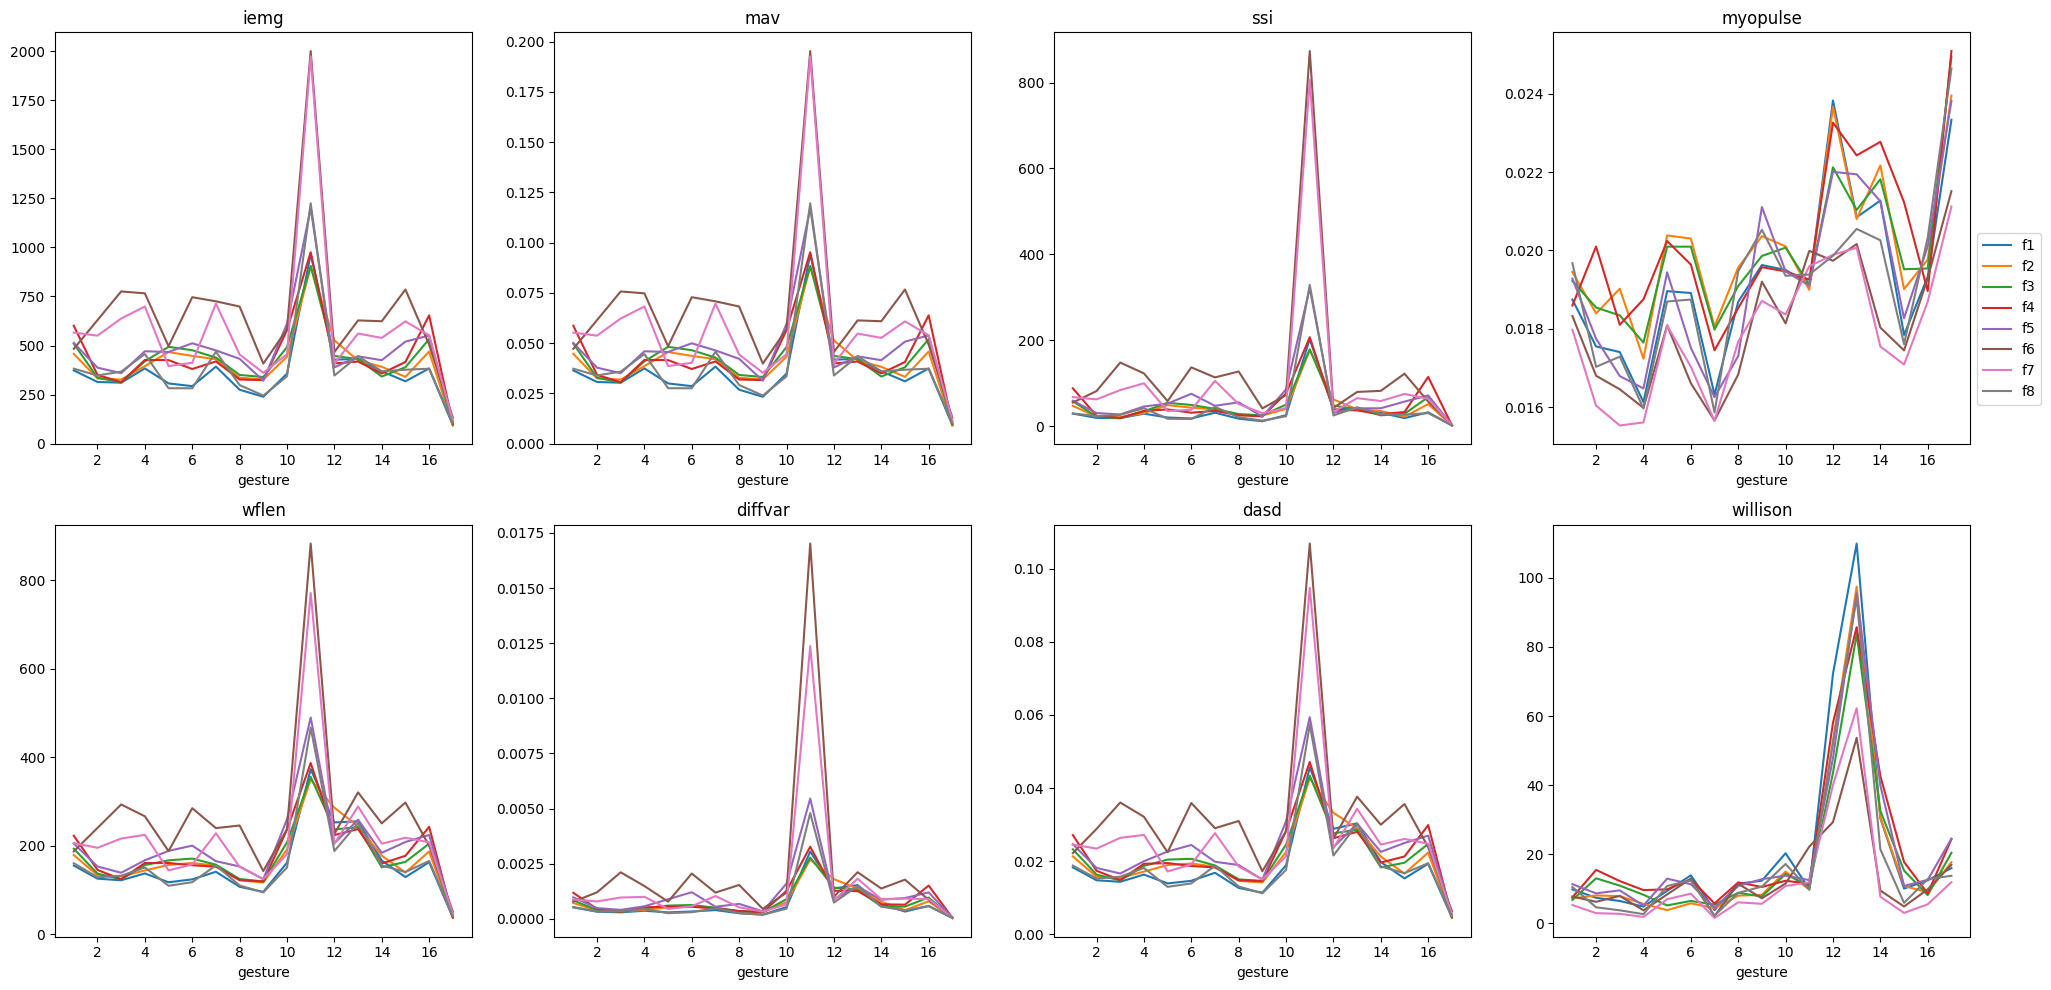 iemg
2000
1750
1500
1250
1000
750
500
250
0
2 4 6 8 10 12 14 16
gesture
mav
0.200
0.175
0.150
0.125
0.100
0.075
0.050
0.025
0.000
2 4 6 8 10 12 14 16
gesture
ssi
800
600
400
200
0
2 4 6 8 10 12 14 16
gesture
myopulse
0.024
0.022
0.020
0.018
0.016
2 4 6 8 10 12 14 16
gesture
f1
f2
f3
f4
f5
f6
f7
f8
wflen
800
600
400
200
0
2 4 6 8 10 12 14 16
gesture
diffvar
0.0175
0.0150
0.0125
0.0100
0.0075
0.0050
0.0025
0.0000
2 4 6 8 10 12 14 16
gesture
dasd
0.10
0.08
0.06
0.04
0.02
0.00
2 4 6 8 10 12 14 16
gesture
willison
100
80
60
40
20
0
2 4 6 8 10 12 14 16
gesture